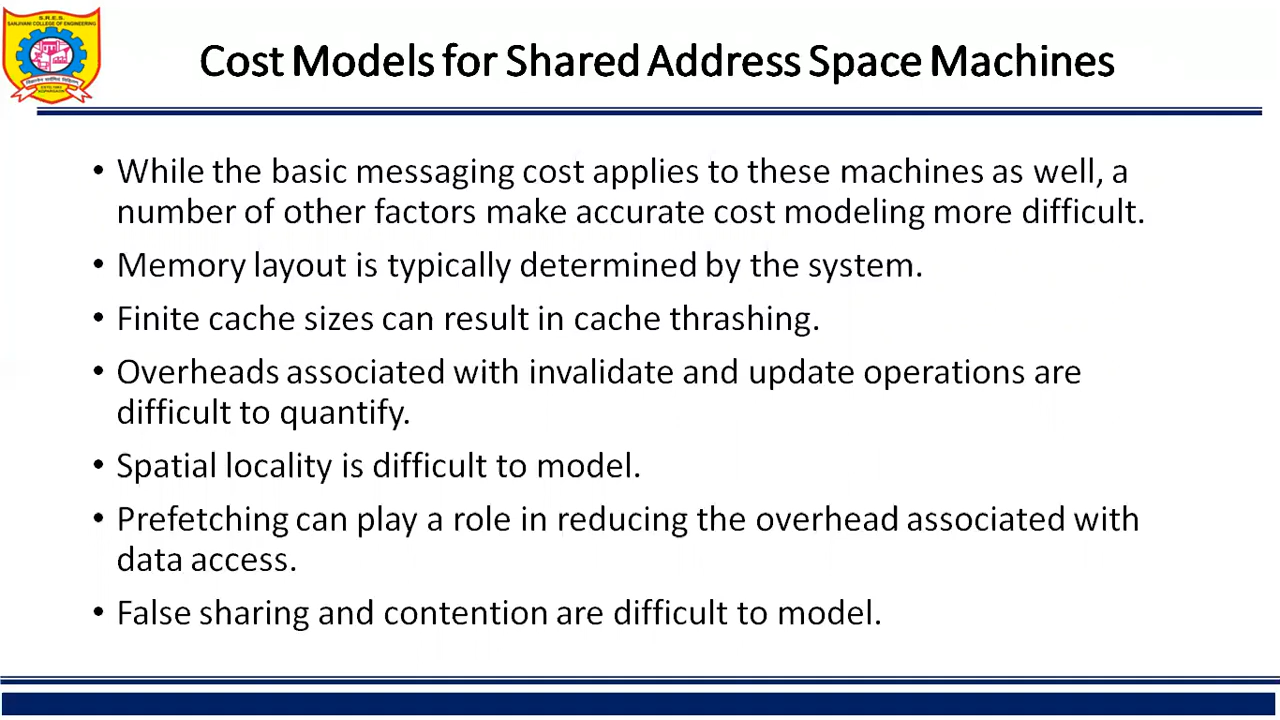 S.R.E.S.
SANJIVANI COLLEGE OF ENGINEERING
Cost Models for Shared Address Space Machines
• While the basic messaging cost applies to these machines as well, a
number of other factors make accurate cost modeling more difficult.
• Memory layout is typically determined by the system.
• Finite cache sizes can result in cache thrashing.
• Overheads associated with invalidate and update operations are
difficult to quantify.
• Spatial locality is difficult to model.
• Prefetching can play a role in reducing the overhead associated with
data access.
• False sharing and contention are difficult to model.